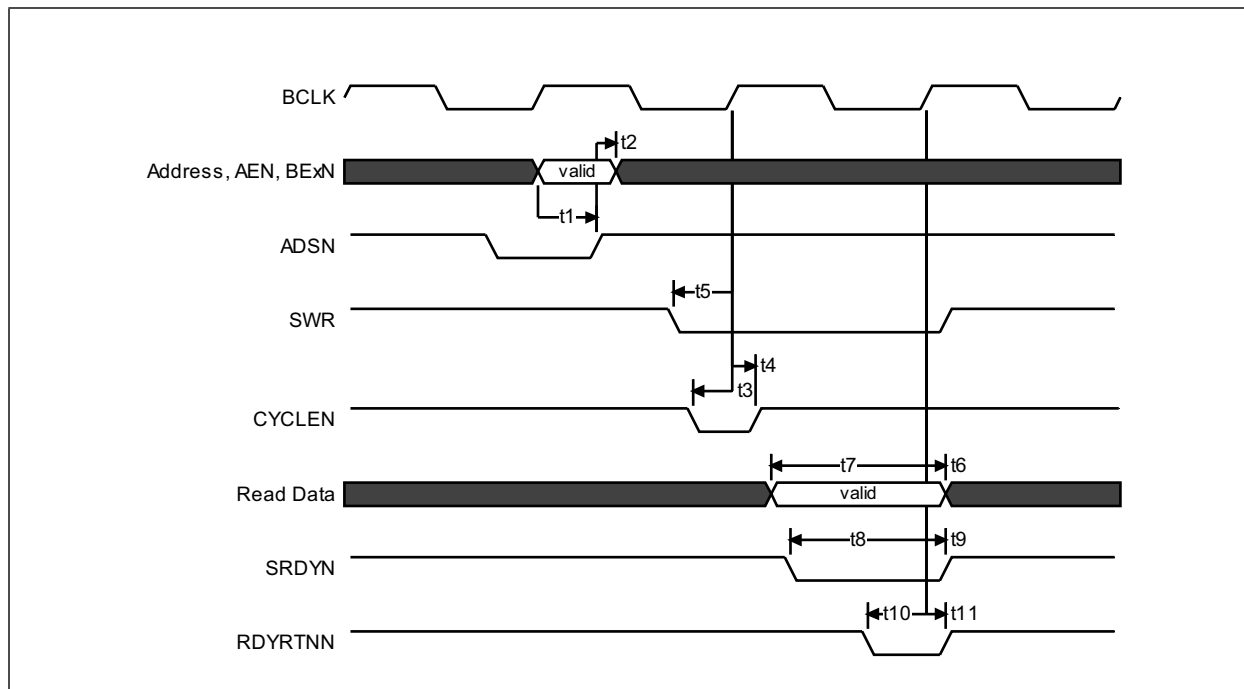 BCLK
t2
Address, AEN, BExN
valid
t1
ADSN
t5
SWR
t4
t3
CYCLEN
t7
t6
Read Data
valid
t8
t9
SRDYN
t10
t11
RDYRTNN